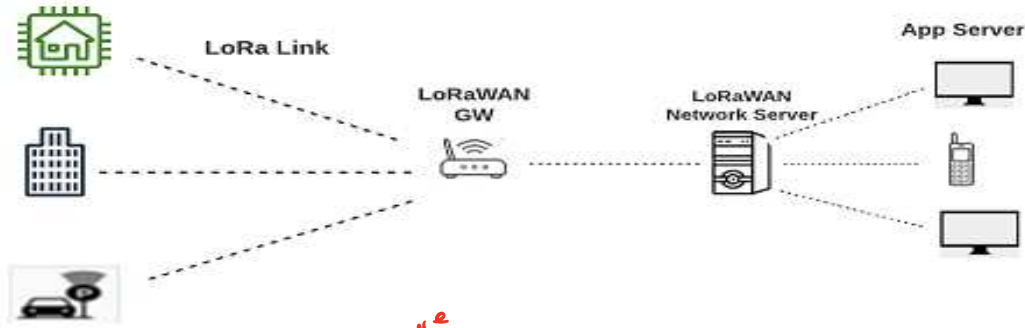 LoRa Link
App Server
LoRaWAN
GW
LoRaWAN
Network Server